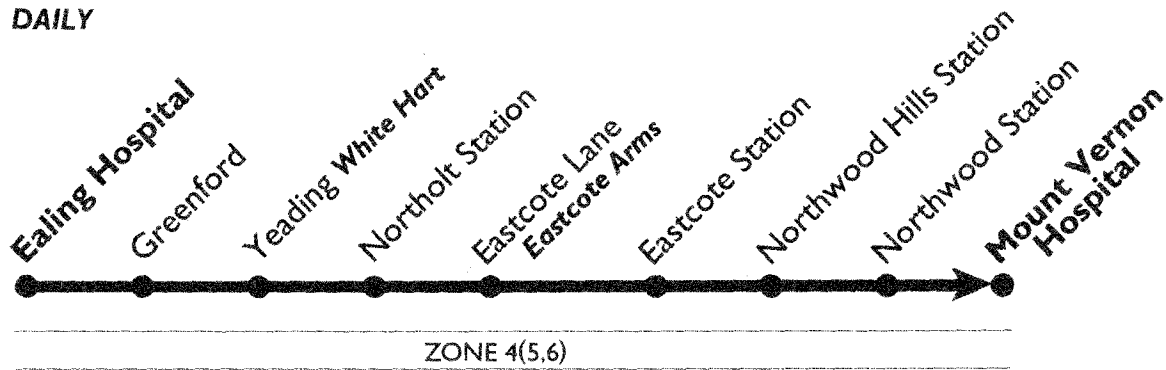 DAILY
Ealing Hospital
Greenford
Yeading White Hart
Northolt Station
Eastcote Lane
Eastcote Arms
Eastcote Station
Northwood Hills Station
Northwood Station
Mount Vernon
Hospital
ZONE 4(5,6)